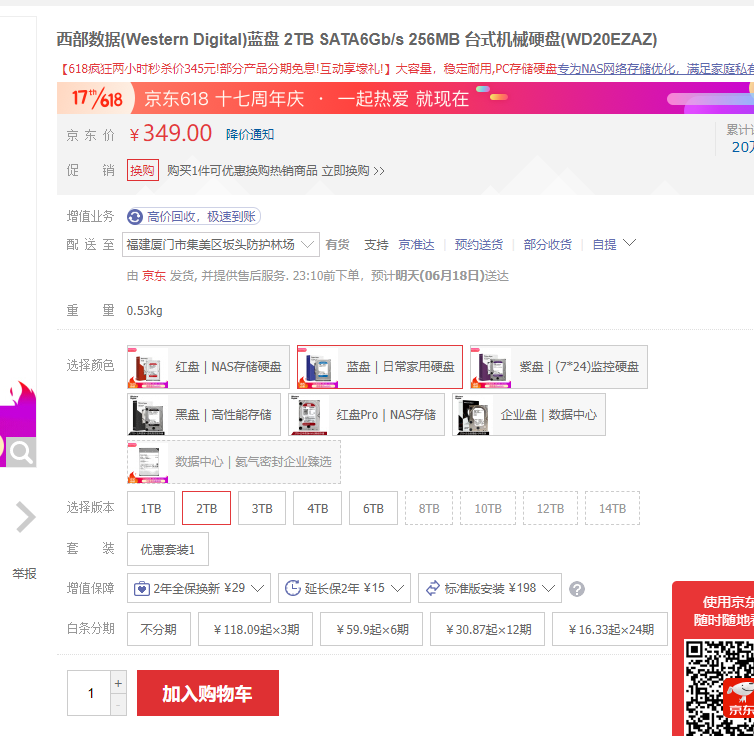 西部数据(Western Digital)蓝盘 2TB SATA6Gb/s 256MB 台式机械硬盘(WD20EZAZ)
【618疯狂两小时秒杀价345元!部分产品分期免息!互动享壕礼!】大容量，稳定耐用,PC存储硬盘专为NAS网络存储优化，满足家庭私有
17th/618 京东618 十七周年庆 · 一起热爱 就现在
京东价 ¥349.00 降价通知 累计评
20万
促销 换购 购买1件可优惠换购热销商品 立即换购 >>
增值业务 高价回收，极速到账
配送至 福建厦门市集美区坂头防护林场 有货 支持 京准达 预约送货 部分收货 自提
由 京东 发货, 并提供售后服务. 23:10前下单，预计明天(06月18日)送达
重量 0.53kg
选择颜色 红盘 | NAS存储硬盘 蓝盘 | 日常家用硬盘 紫盘 | (7*24)监控硬盘
黑盘 | 高性能存储 红盘Pro | NAS存储 企业盘 | 数据中心
数据中心 | 氦气密封企业臻选
选择版本 1TB 2TB 3TB 4TB 6TB 8TB 10TB 12TB 14TB
套装 优惠套装1
举报
增值保障 2年全保换新 ¥29 延长保2年 ¥15 标准版安装 ¥198 ?
白条分期 不分期 ¥118.09起×3期 ¥59.9起×6期 ¥30.87起×12期 ¥16.33起×24期
使用京东
随时随地看
1 + - 加入购物车
京东